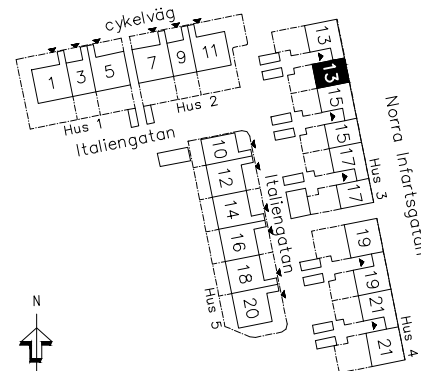 cykelväg
1 3 5 7 9 11
Hus 1
Hus 2
Italiengatan
10
12
14
16
18
20
Hus 5
Italiengatan
13
13
15
15
17
17
Hus 3
Norra Infartsgatan
19
19
21
21
Hus 4
N